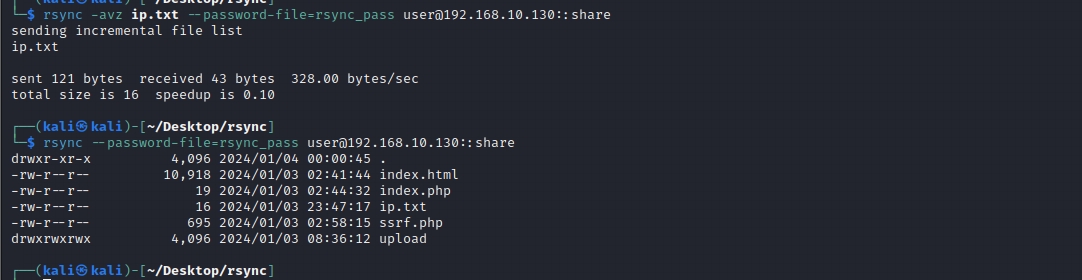 └─$ rsync -avz ip.txt --password-file=rsync_pass user@192.168.10.130::share
sending incremental file list
ip.txt

sent 121 bytes  received 43 bytes  328.00 bytes/sec
total size is 16  speedup is 0.10

┌──(kali㉿kali)-[~/Desktop/rsync]
└─$ rsync --password-file=rsync_pass user@192.168.10.130::share
drwxr-xr-x          4,096 2024/01/04 00:00:45 .
-rw-r--r--         10,918 2024/01/03 02:41:44 index.html
-rw-r--r--             19 2024/01/03 02:44:32 index.php
-rw-r--r--             16 2024/01/03 23:47:17 ip.txt
-rw-r--r--            695 2024/01/03 02:58:15 ssrf.php
drwxrwxrwx          4,096 2024/01/03 08:36:12 upload

┌──(kali㉿kali)-[~/Desktop/rsync]